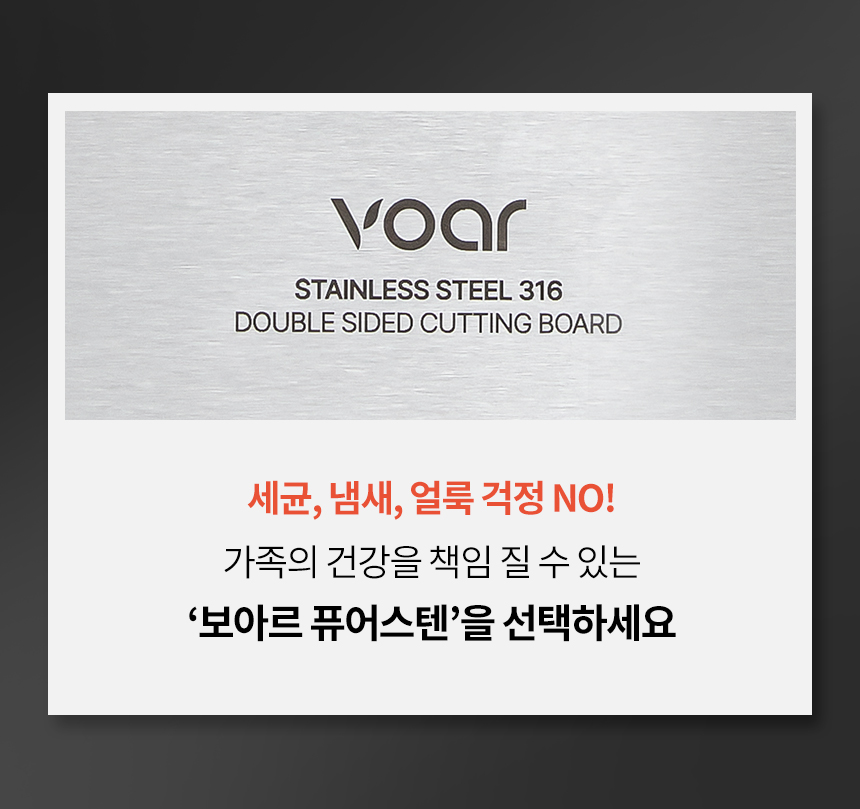 voar
STAINLESS STEEL 316
DOUBLE SIDED CUTTING BOARD
세균, 냄새, 얼룩 걱정 NO!
가족의 건강을 책임 질 수 있는
‘보아르 퓨어스텐’을 선택하세요